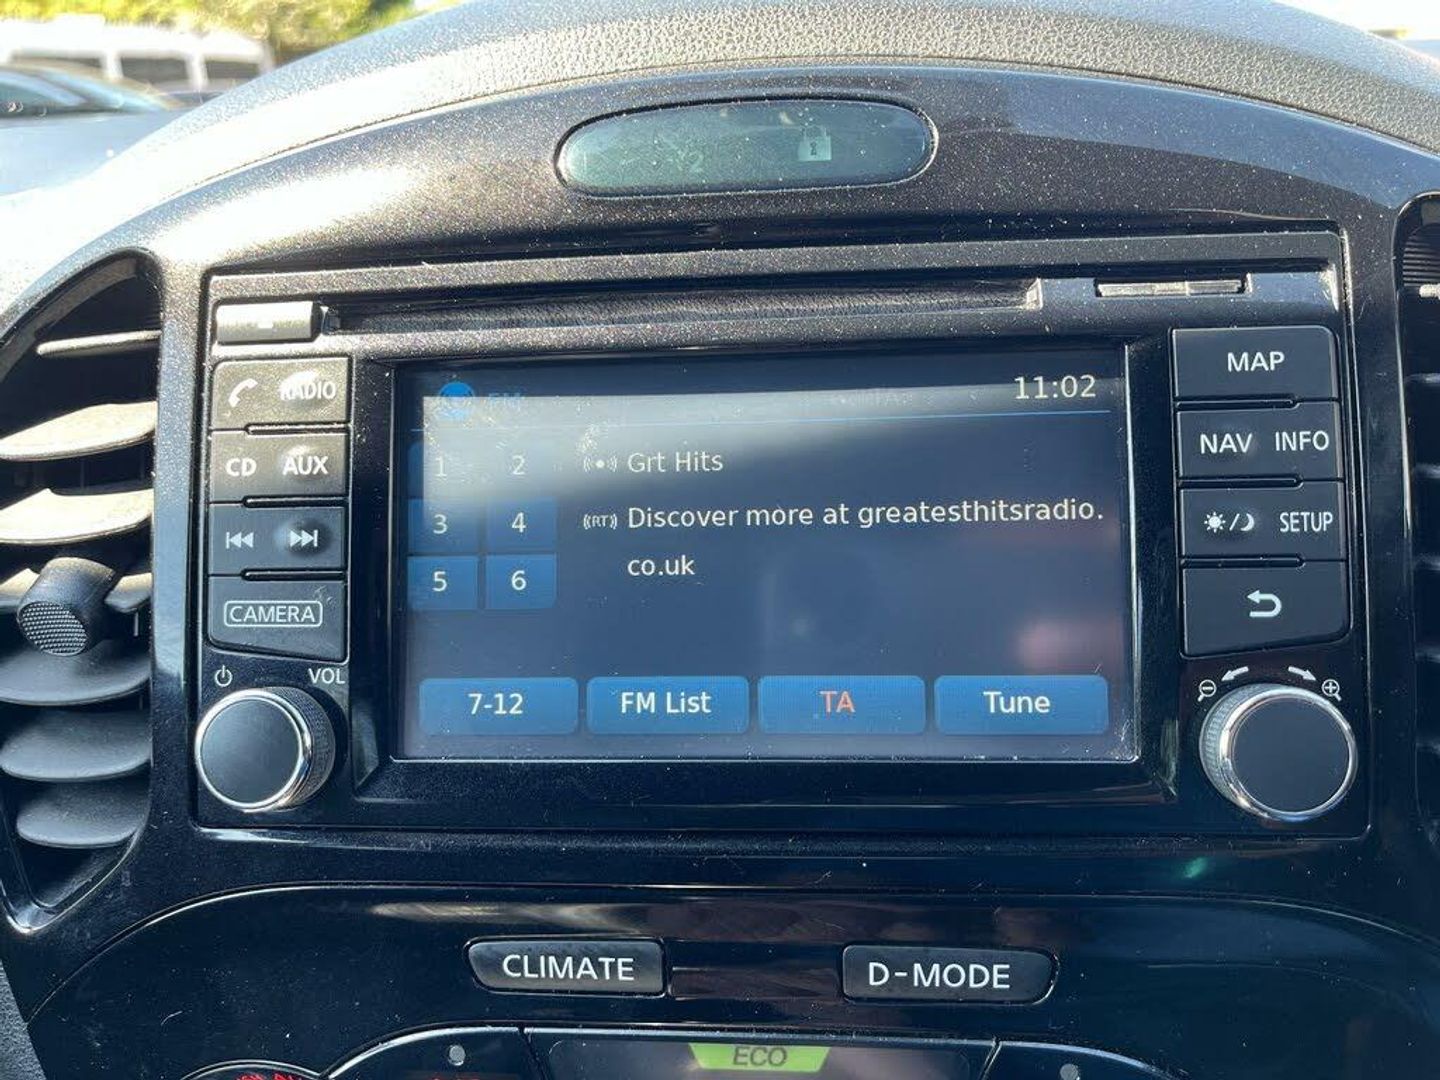 RADIO
CD AUX
CAMERA
VOL
FM 11:02
1 2 Grt Hits
3 4 (RT) Discover more at greatesthitsradio.
5 6 co.uk
7-12 FM List TA Tune
MAP
NAV INFO
SETUP
CLIMATE D-MODE
ECO